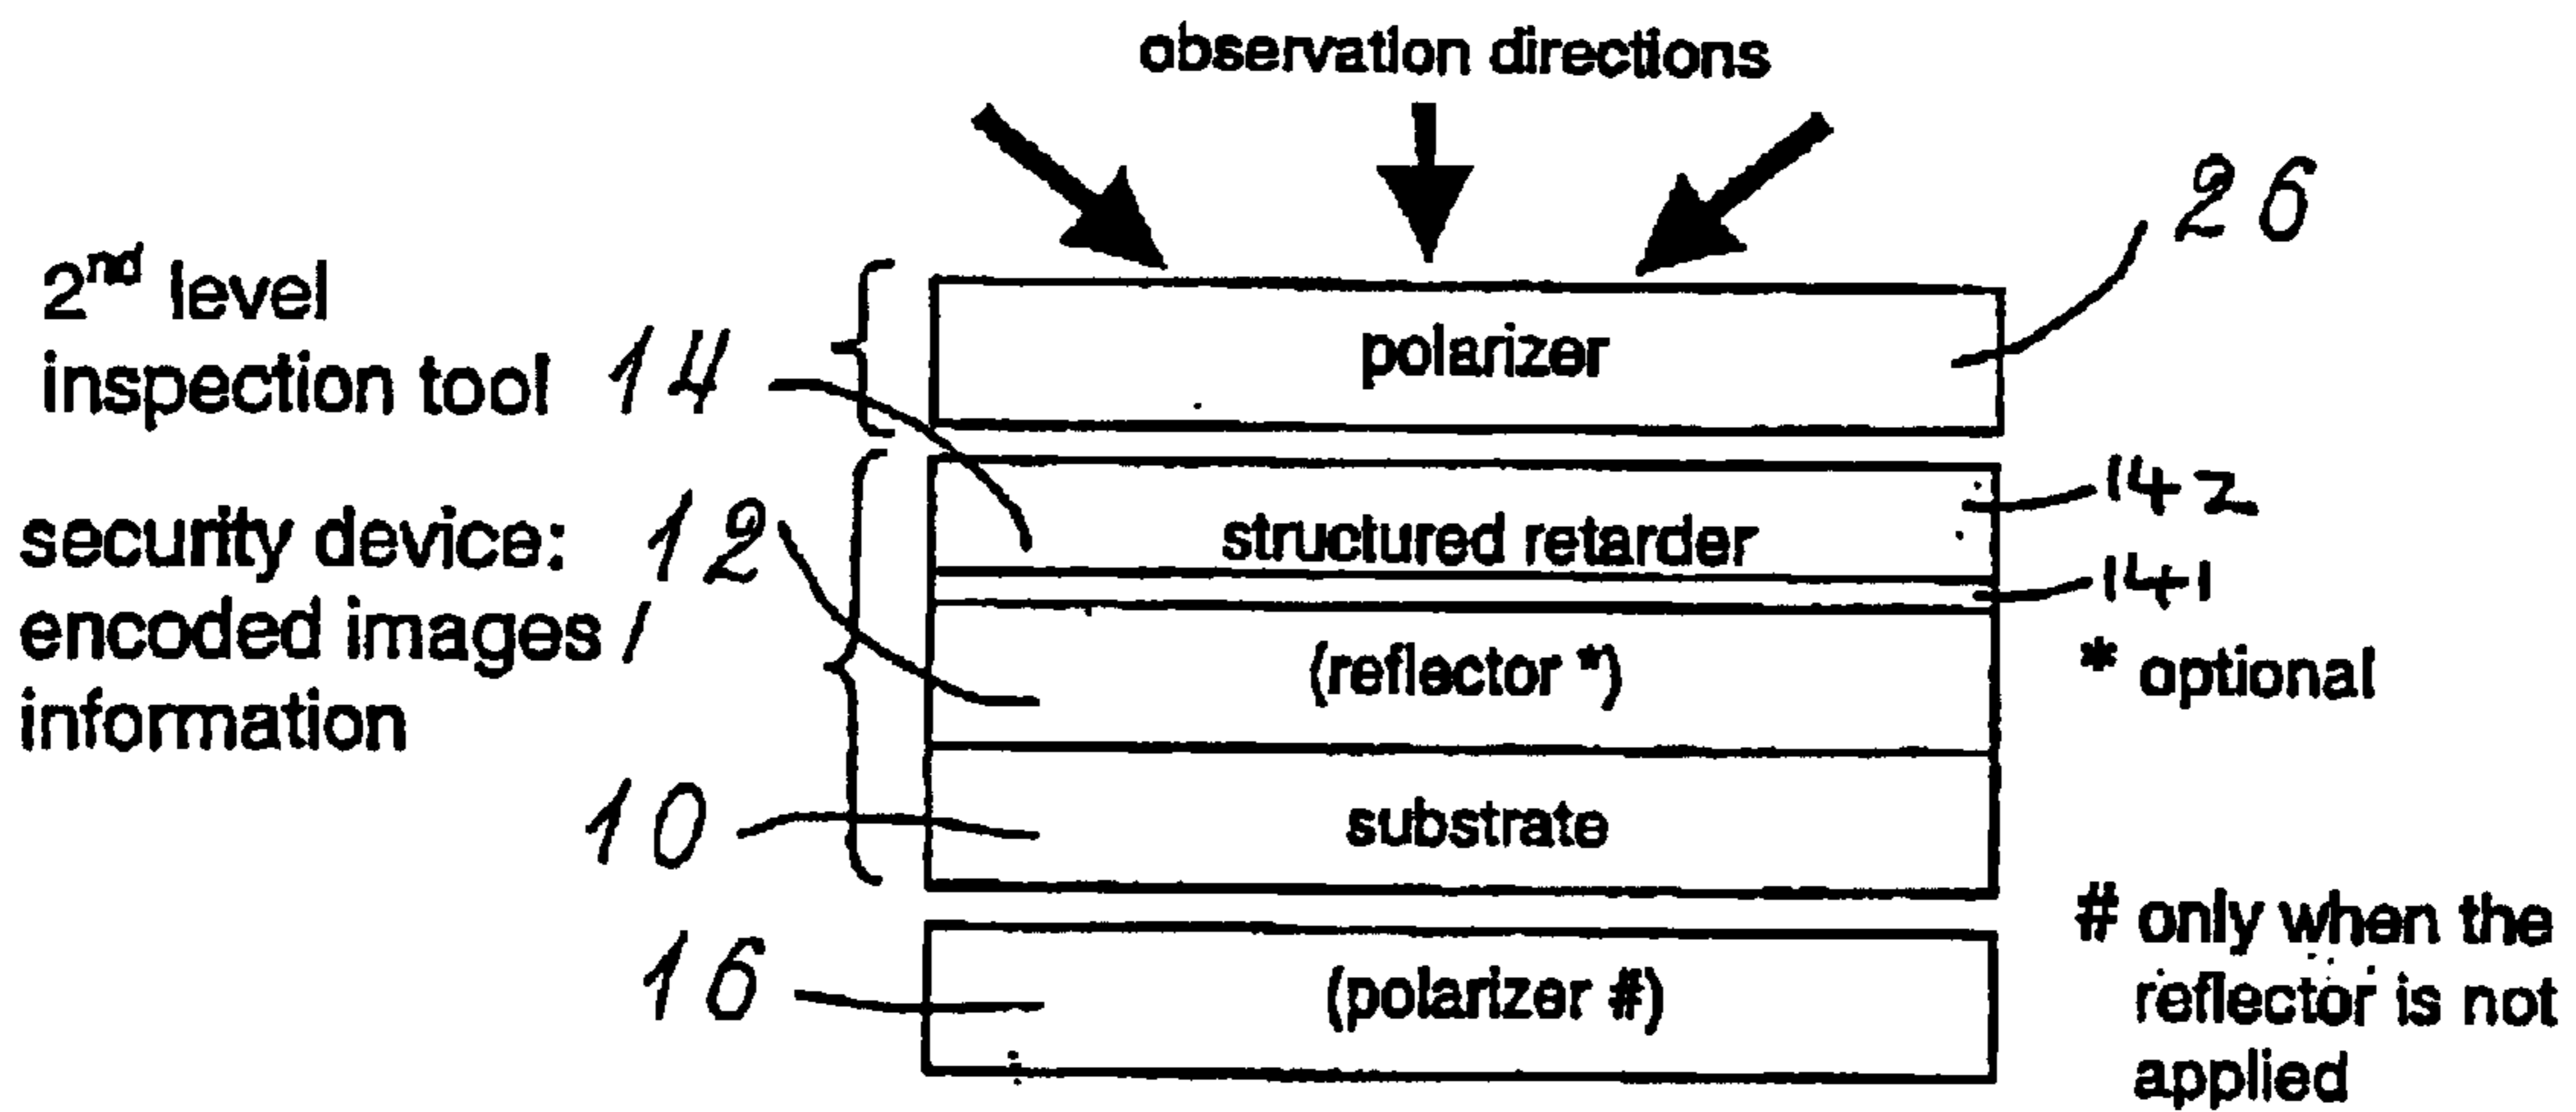 observation directions
26
2nd level
inspection tool 14
polarizer
142
structured retarder
security device: 12
encoded images /
information
141
(reflector *)
* optional
10
substrate
16
(polarizer #)
# only when the
reflector is not
applied